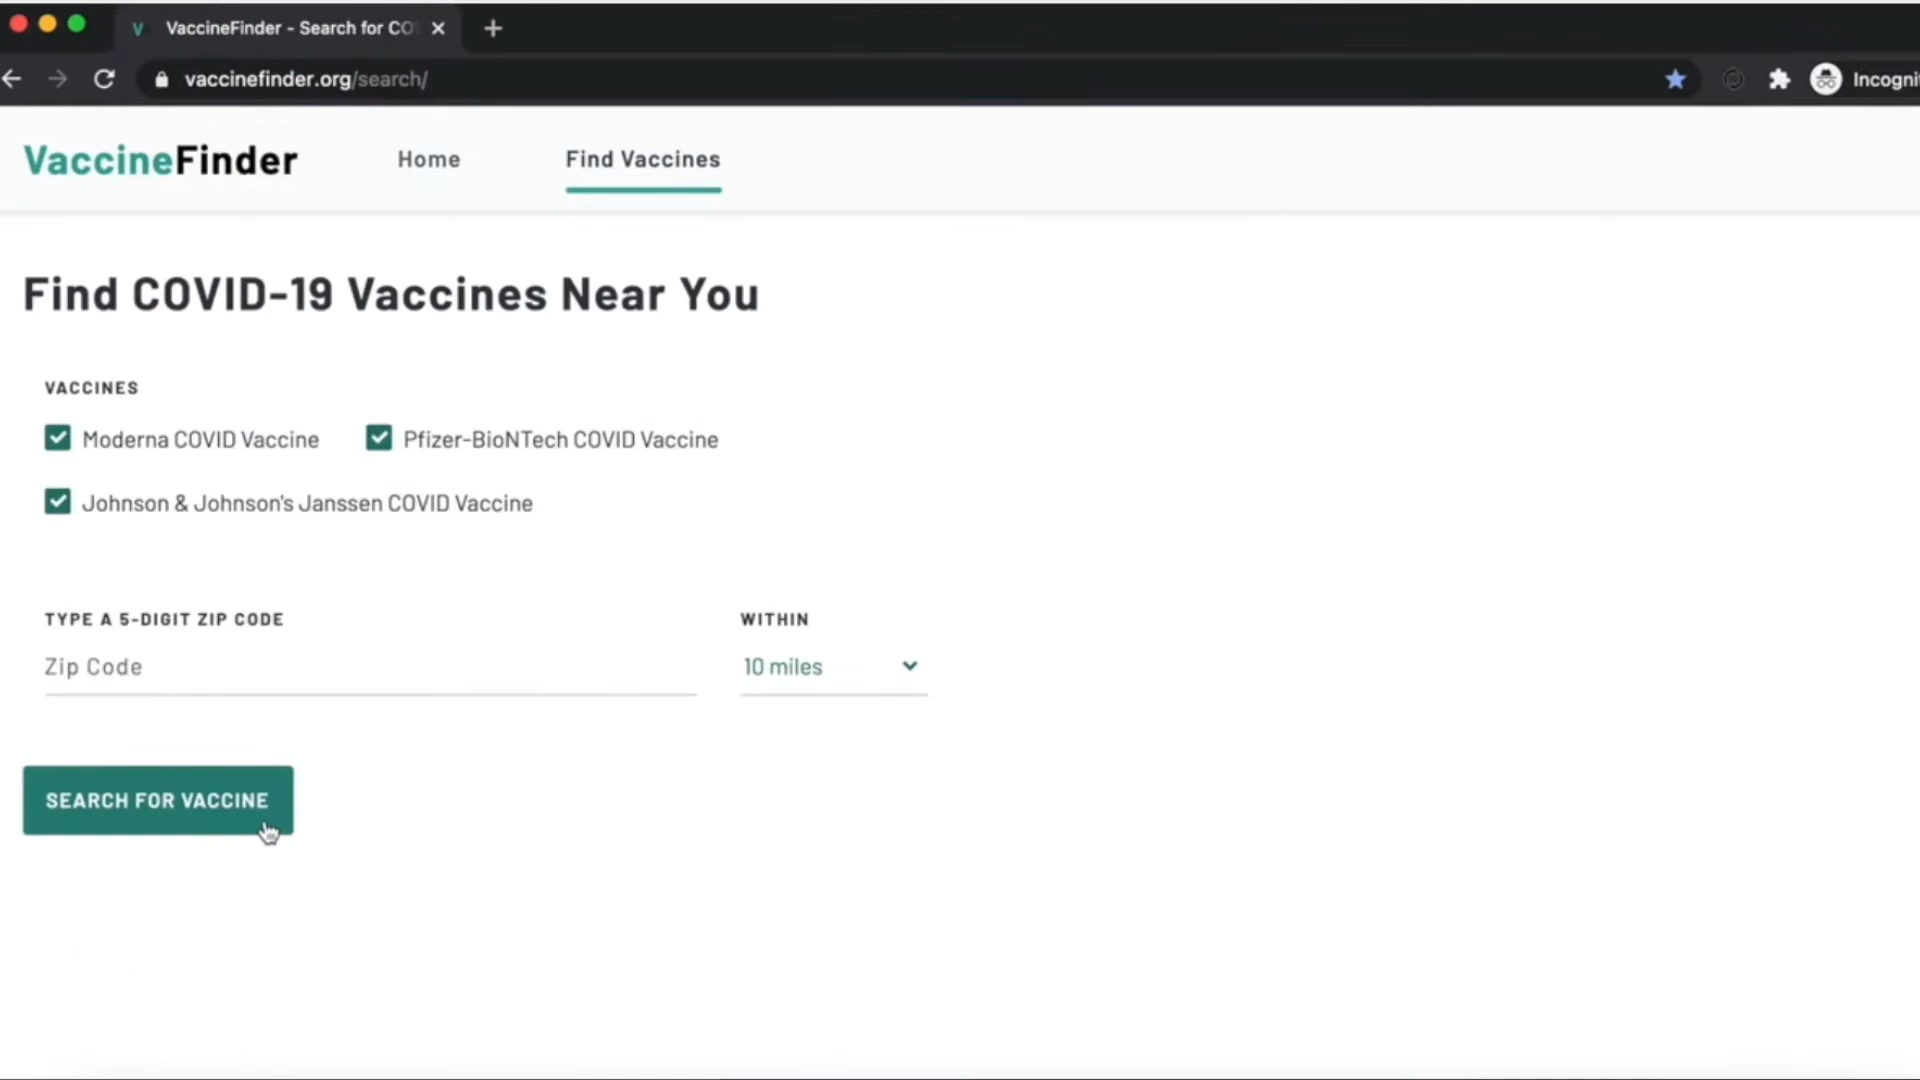 VaccineFinder - Search for CO
vaccinefinder.org/search/
Incogni
VaccineFinder Home Find Vaccines
Find COVID-19 Vaccines Near You
VACCINES
Moderna COVID Vaccine Pfizer-BioNTech COVID Vaccine
Johnson & Johnson's Janssen COVID Vaccine
TYPE A 5-DIGIT ZIP CODE WITHIN
Zip Code 10 miles
SEARCH FOR VACCINE